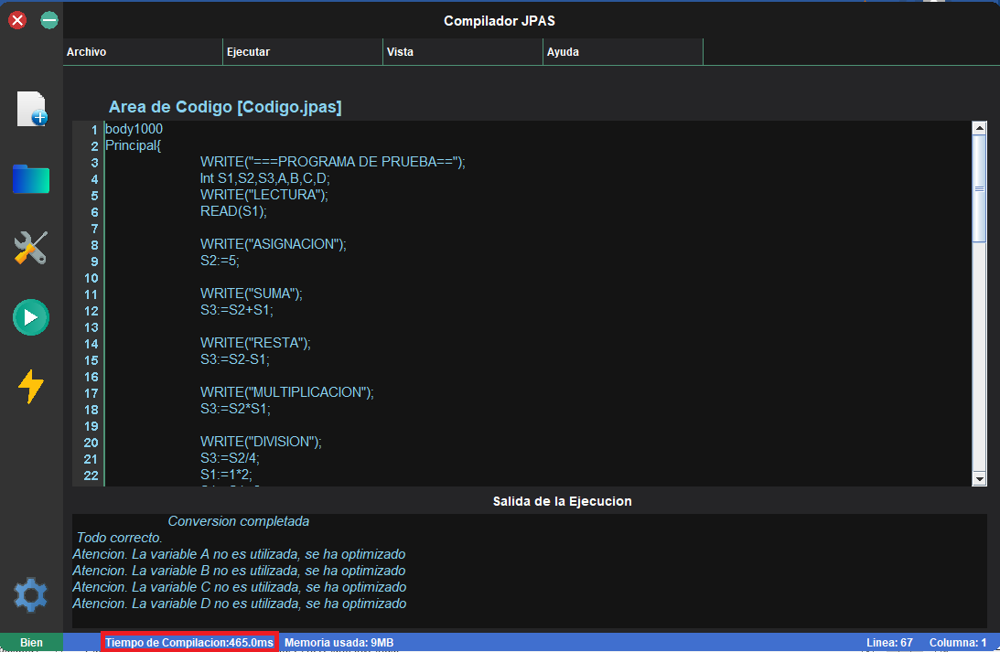 Compilador JPAS
Archivo Ejecutar Vista Ayuda
Area de Codigo [Codigo.jpas]
1 body1000
2 Principal{
3 WRITE("===PROGRAMA DE PRUEBA==");
4 Int S1,S2,S3,A,B,C,D;
5 WRITE("LECTURA");
6 READ(S1);
7
8 WRITE("ASIGNACION");
9 S2:=5;
10
11 WRITE("SUMA");
12 S3:=S2+S1;
13
14 WRITE("RESTA");
15 S3:=S2-S1;
16
17 WRITE("MULTIPLICACION");
18 S3:=S2*S1;
19
20 WRITE("DIVISION");
21 S3:=S2/4;
22 S1:=1*2;
Salida de la Ejecucion
Conversion completada
Todo correcto.
Atencion. La variable A no es utilizada, se ha optimizado
Atencion. La variable B no es utilizada, se ha optimizado
Atencion. La variable C no es utilizada, se ha optimizado
Atencion. La variable D no es utilizada, se ha optimizado
Bien Tiempo de Compilacion:465.0ms Memoria usada: 9MB Linea: 67 Columna: 1